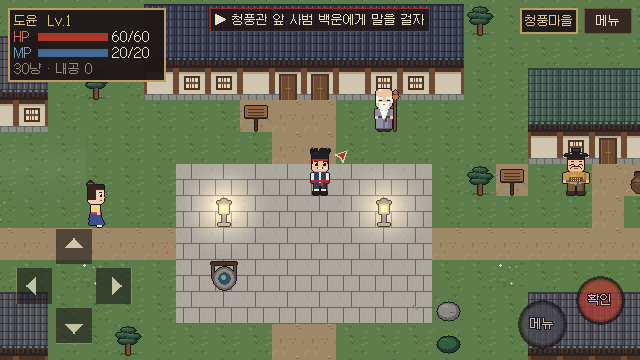 도윤 Lv.1
HP 60/60
MP 20/20
30냥 · 내공 0
▶ 청풍관 앞 사범 백운에게 말을 걸자
청풍마을
메뉴
확인
메뉴